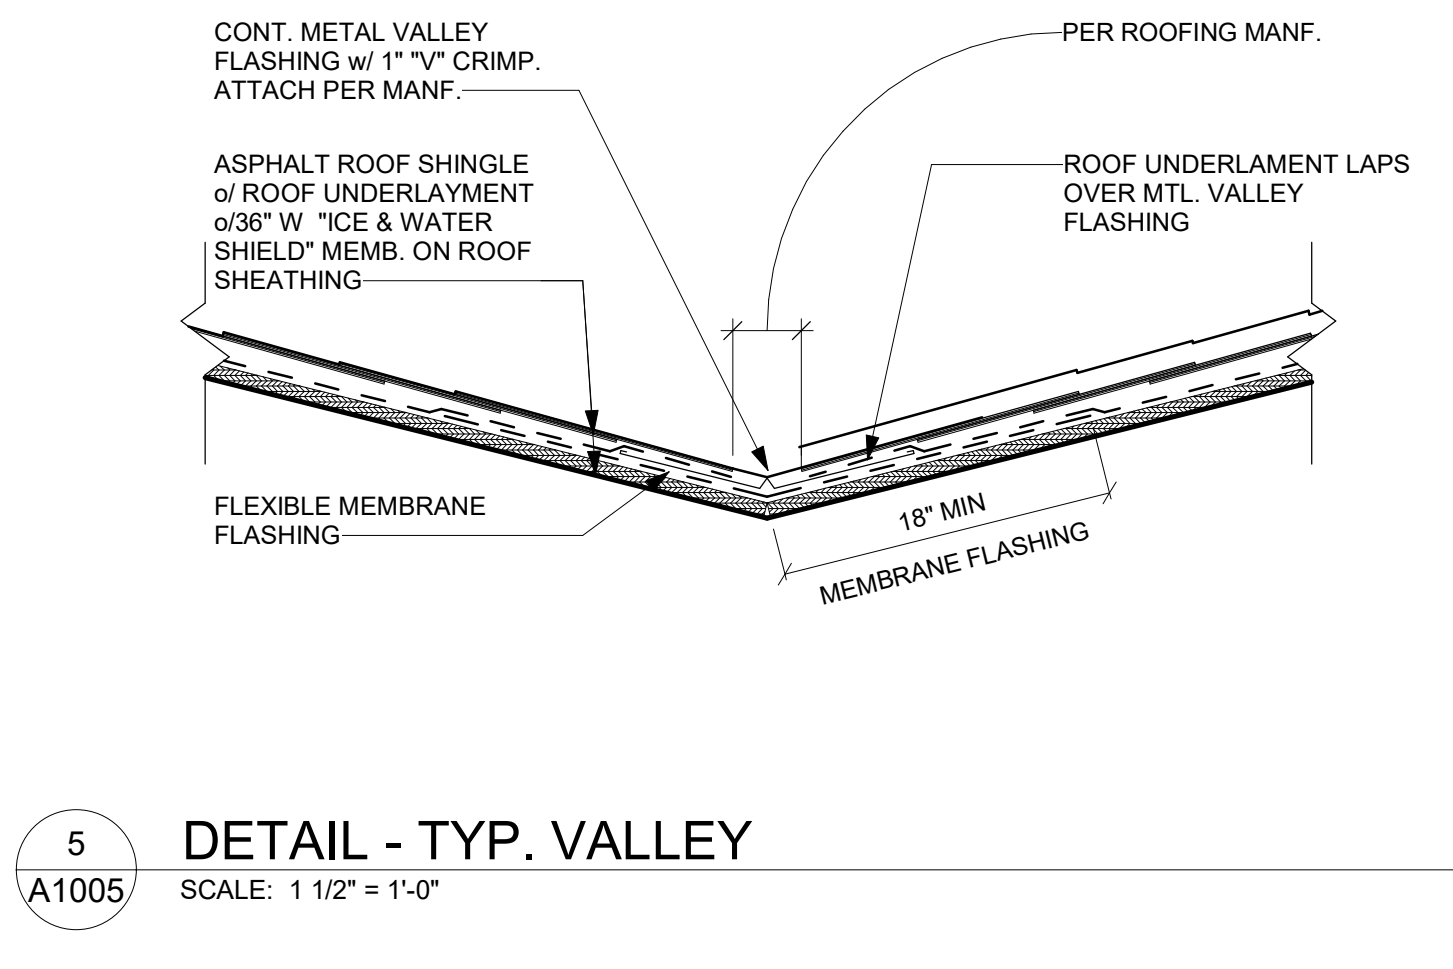 CONT. METAL VALLEY
FLASHING w/ 1" "V" CRIMP.
ATTACH PER MANF.
PER ROOFING MANF.
ASPHALT ROOF SHINGLE
o/ ROOF UNDERLAYMENT
o/36" W "ICE & WATER
SHIELD" MEMB. ON ROOF
SHEATHING
ROOF UNDERLAMENT LAPS
OVER MTL. VALLEY
FLASHING
FLEXIBLE MEMBRANE
FLASHING
18" MIN
MEMBRANE FLASHING
5
A1005
DETAIL - TYP. VALLEY
SCALE: 1 1/2" = 1'-0"